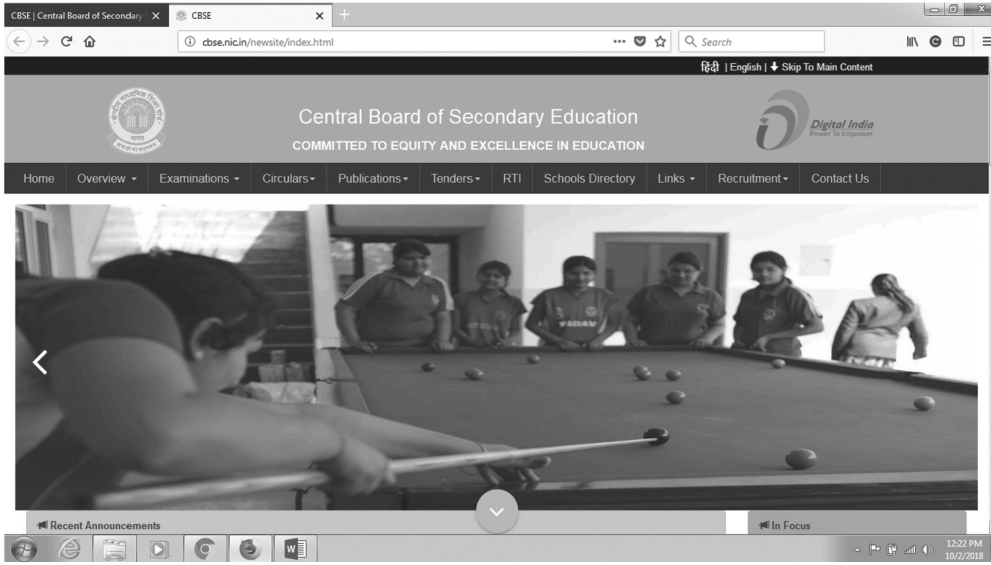 CBSE | Central Board of Secondary
CBSE
cbse.nic.in/newsite/index.html
Search
हिंदी | English | Skip To Main Content
Central Board of Secondary Education
COMMITTED TO EQUITY AND EXCELLENCE IN EDUCATION
भारत
Digital India
Power To Empower
Home Overview Examinations Circulars Publications Tenders RTI Schools Directory Links Recruitment Contact Us
YADAV
Recent Announcements
In Focus
12:22 PM
10/2/2018